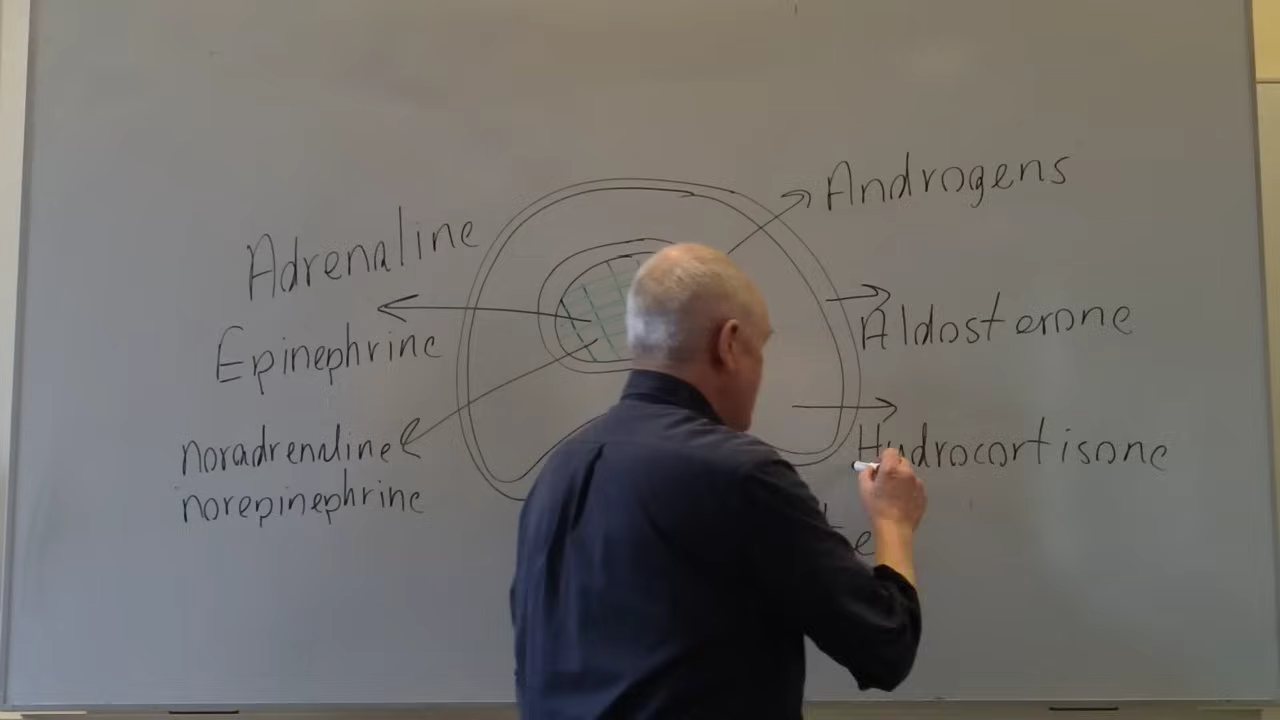 Adrenaline
Epinephrine
noradrenaline
norepinephrine
Androgens
Aldosterone
Hydrocortisone